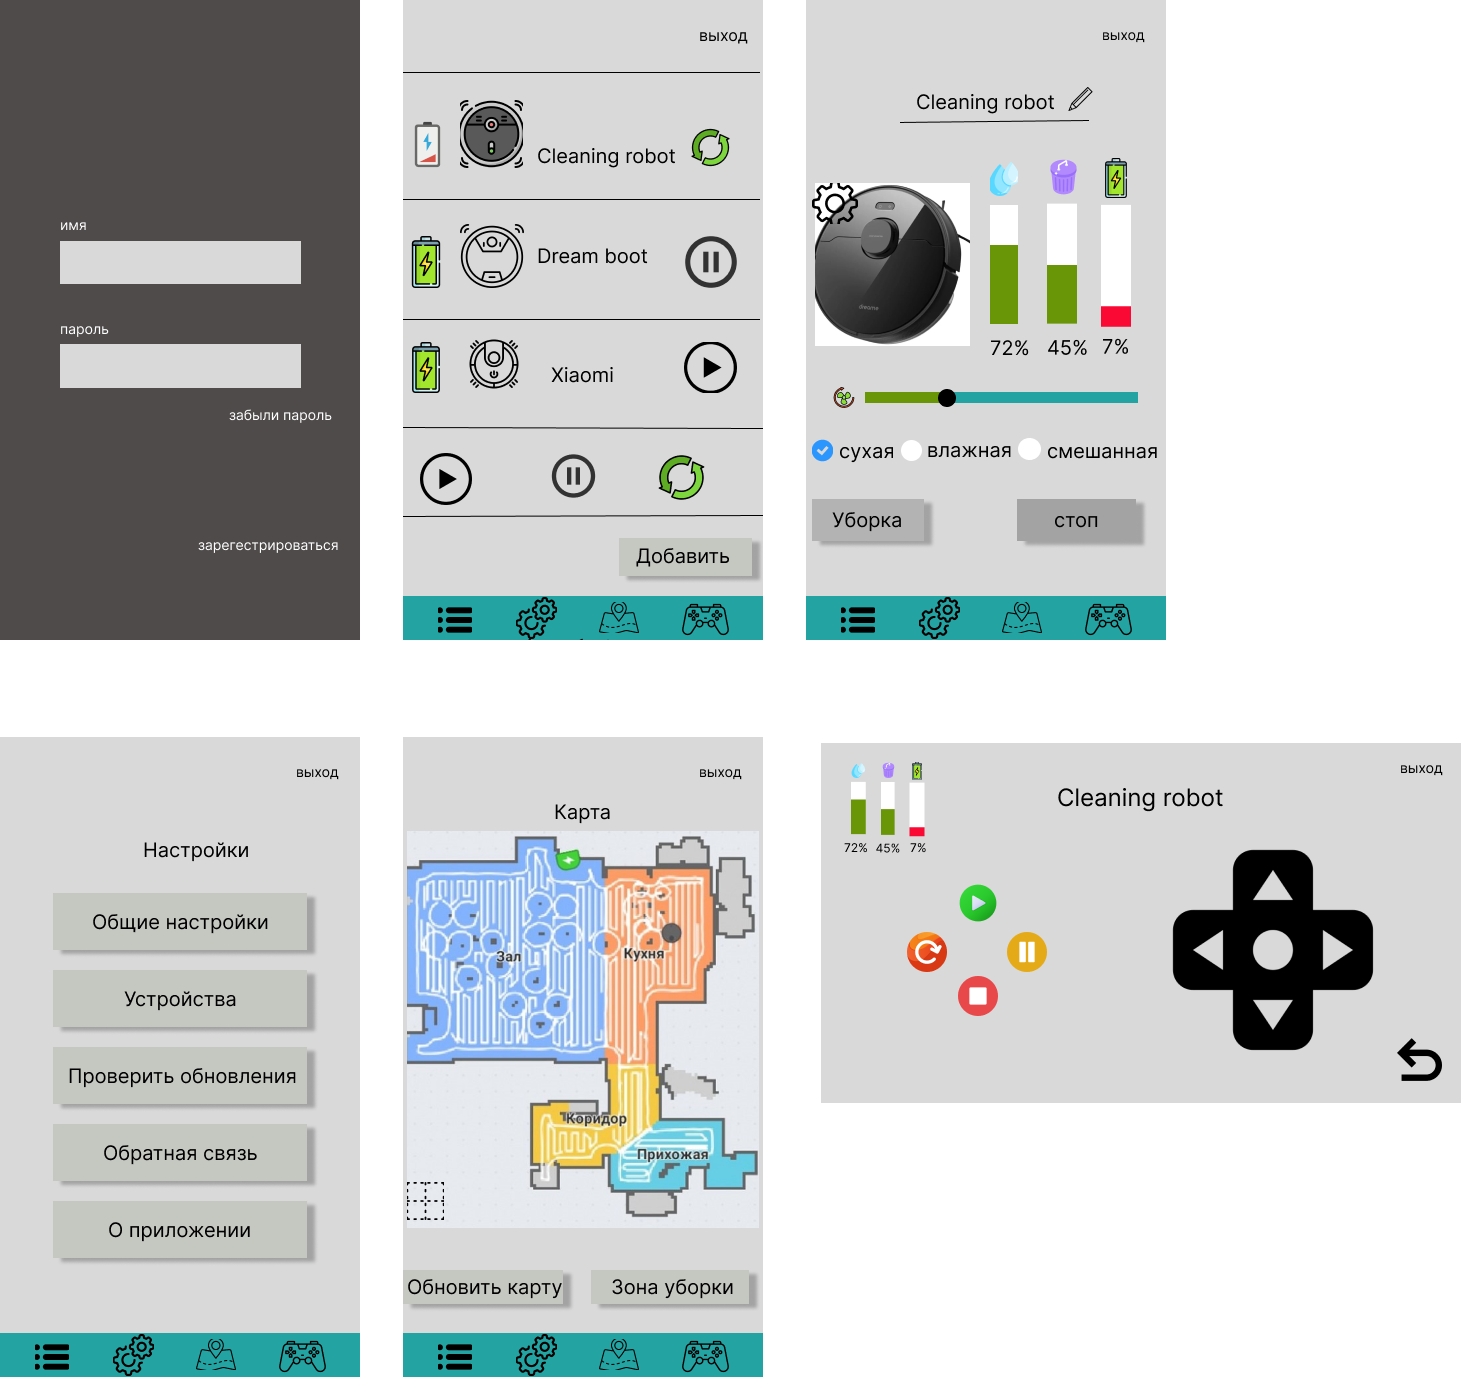 имя
пароль
забыли пароль
зарегестрироваться
выход
Cleaning robot
Dream boot
Xiaomi
Добавить
выход
Cleaning robot
dreame
72% 45% 7%
сухая влажная смешанная
Уборка стоп
выход
Настройки
Общие настройки
Устройства
Проверить обновления
Обратная связь
О приложении
выход
Карта
Зал
Кухня
Коридор
Прихожая
Обновить карту Зона уборки
выход
Cleaning robot
72% 45% 7%